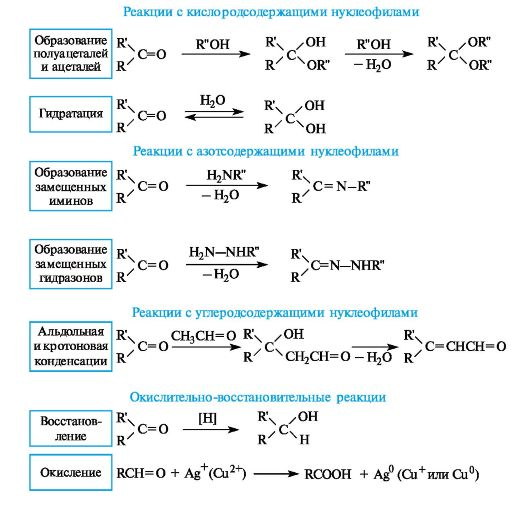 Реакции с кислородсодержащими нуклеофилами
Образование
полуацеталей
и ацеталей
R' R C=O R"OH R' R C OH OR" R"OH –H₂O R' R C OR" OR"
Гидратация
R' R C=O H₂O R' R C OH OH
Реакции с азотсодержащими нуклеофилами
Образование
замещенных
иминов
R' R C=O H₂NR" –H₂O R' R C=N–R"
Образование
замещенных
гидразонов
R' R C=O H₂N–NHR" –H₂O R' R C=N–NHR"
Реакции с углеродсодержащими нуклеофилами
Альдольная
и кротоновая
конденсации
R' R C=O CH₃CH=O R' R C OH CH₂CH=O –H₂O R' R C=CHCH=O
Окислительно-восстановительные реакции
Восстанов-
ление
R' R C=O [H] R' R C OH H
Окисление
RCH=O + Ag⁺(Cu²⁺) ⟶ RCOOH + Ag⁰ (Cu⁺ или Cu⁰)